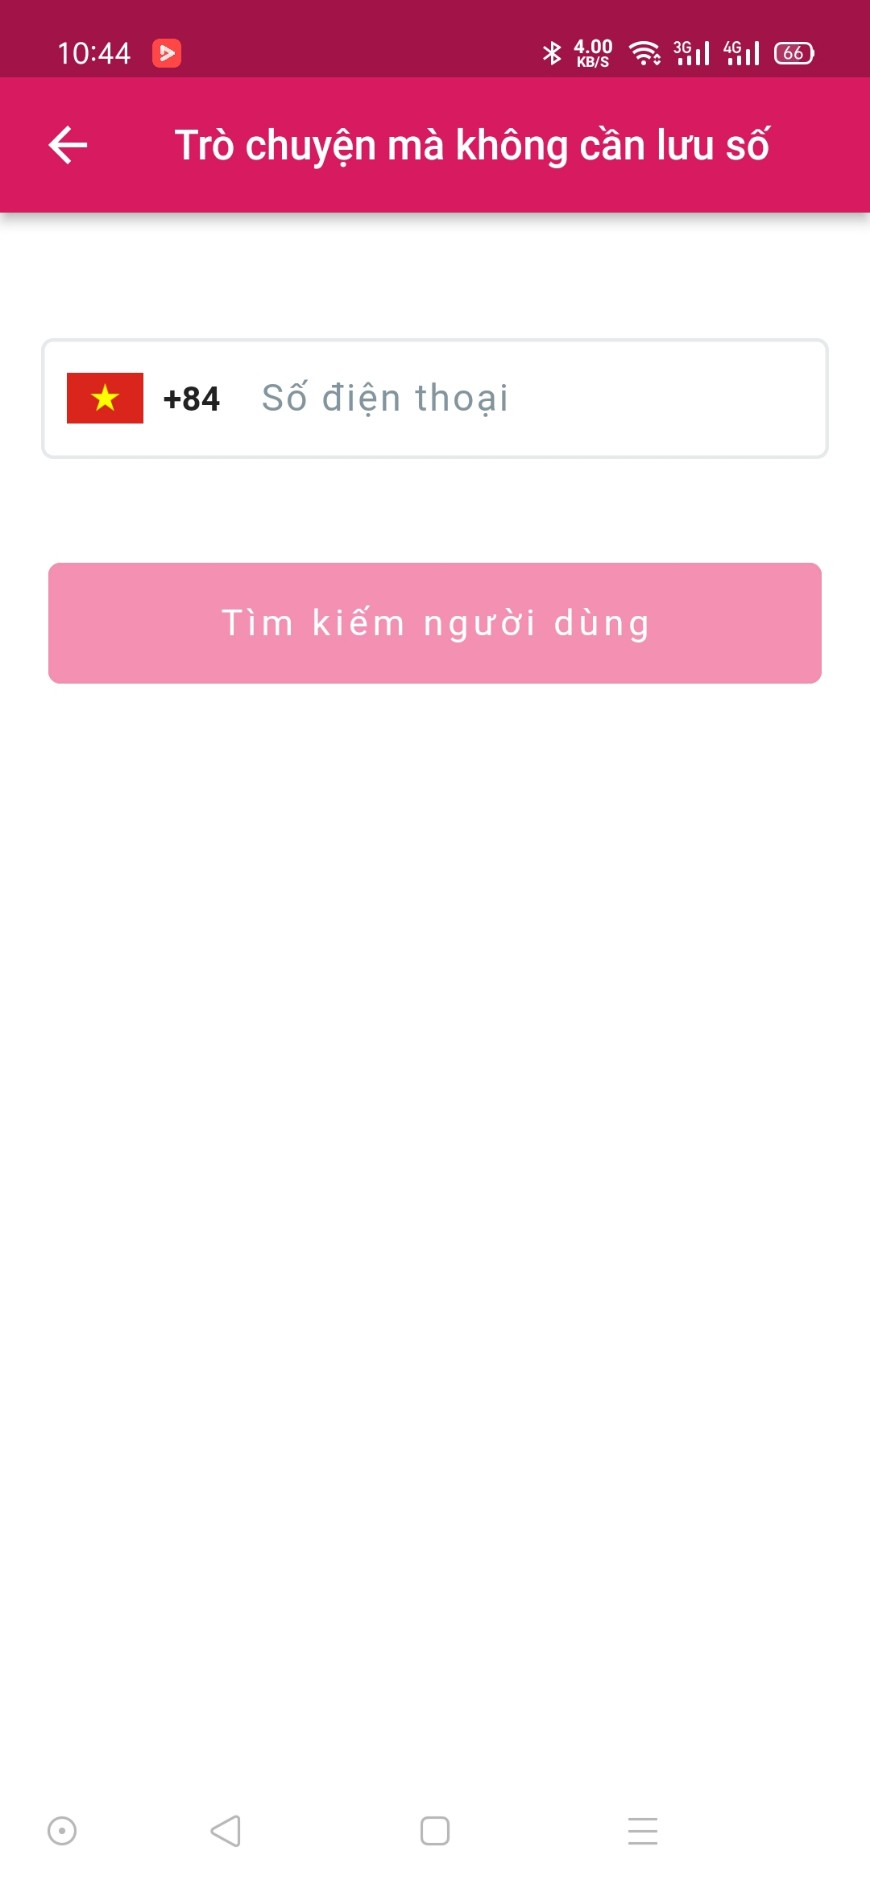 10:44 4.00 KB/S 3G 4G 66
Trò chuyện mà không cần lưu số
+84 Số điện thoại
Tìm kiếm người dùng